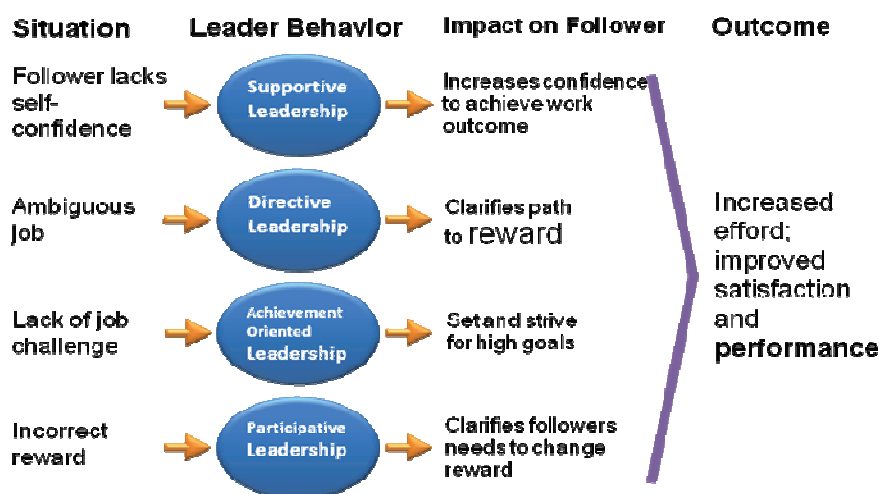 Situation
Leader Behavior
Impact on Follower
Outcome
Follower lacks
self-
confidence
Supportive
Leadership
Increases confidence
to achieve work
outcome
Ambiguous
job
Directive
Leadership
Clarifies path
to reward
Lack of job
challenge
Achievement
Oriented
Leadership
Set and strive
for high goals
Incorrect
reward
Participative
Leadership
Clarifies followers
needs to change
reward
Increased
efford;
improved
satisfaction
and
performance